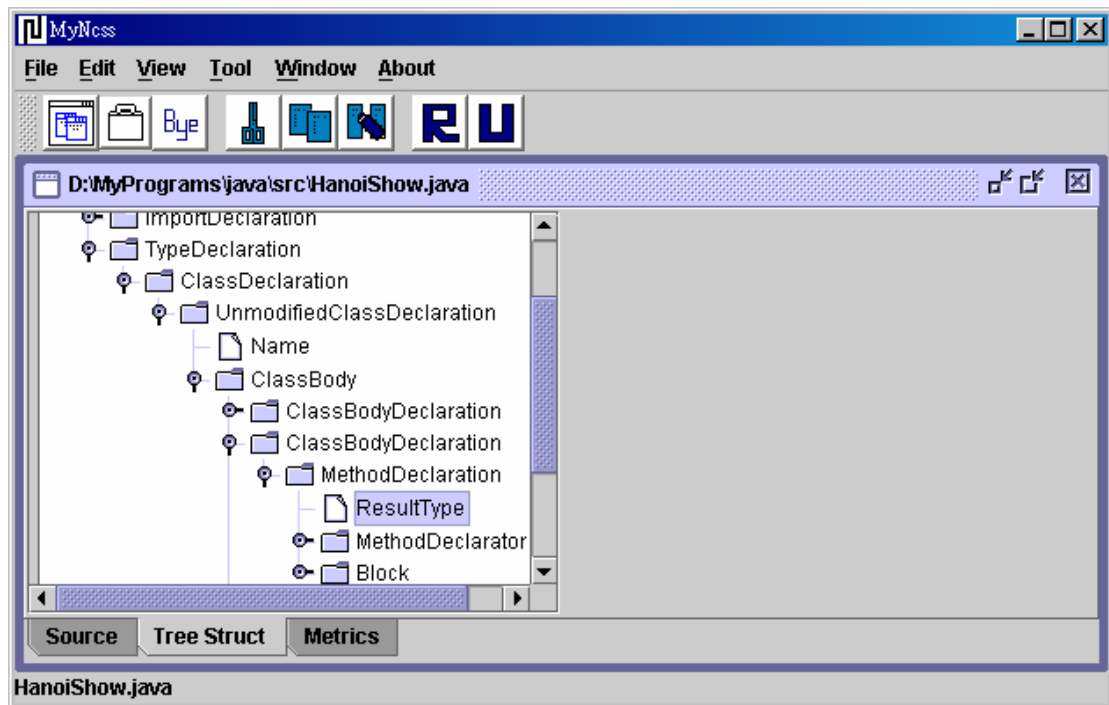 MyNcss
File Edit View Tool Window About
Bye R U
D:\MyPrograms\java\src\HanoiShow.java
ImportDeclaration
TypeDeclaration
ClassDeclaration
UnmodifiedClassDeclaration
Name
ClassBody
ClassBodyDeclaration
ClassBodyDeclaration
MethodDeclaration
ResultType
MethodDeclarator
Block
Source Tree Struct Metrics
HanoiShow.java